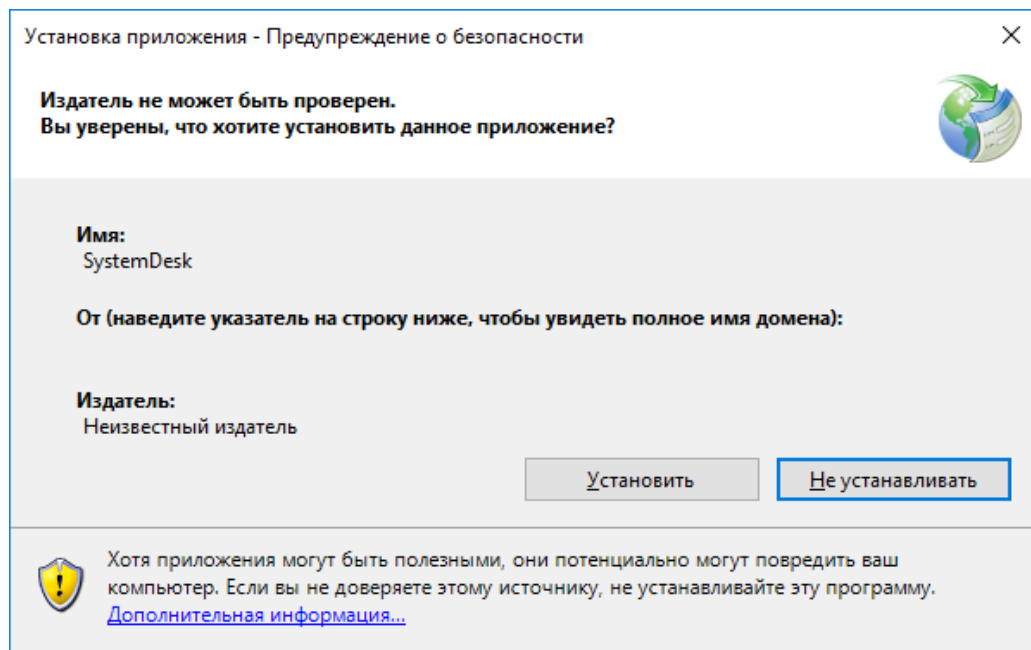 Установка приложения - Предупреждение о безопасности
Издатель не может быть проверен.
Вы уверены, что хотите установить данное приложение?
Имя:
SystemDesk
От (наведите указатель на строку ниже, чтобы увидеть полное имя домена):
Издатель:
Неизвестный издатель
Установить
Не устанавливать
Хотя приложения могут быть полезными, они потенциально могут повредить ваш
компьютер. Если вы не доверяете этому источнику, не устанавливайте эту программу.
Дополнительная информация...